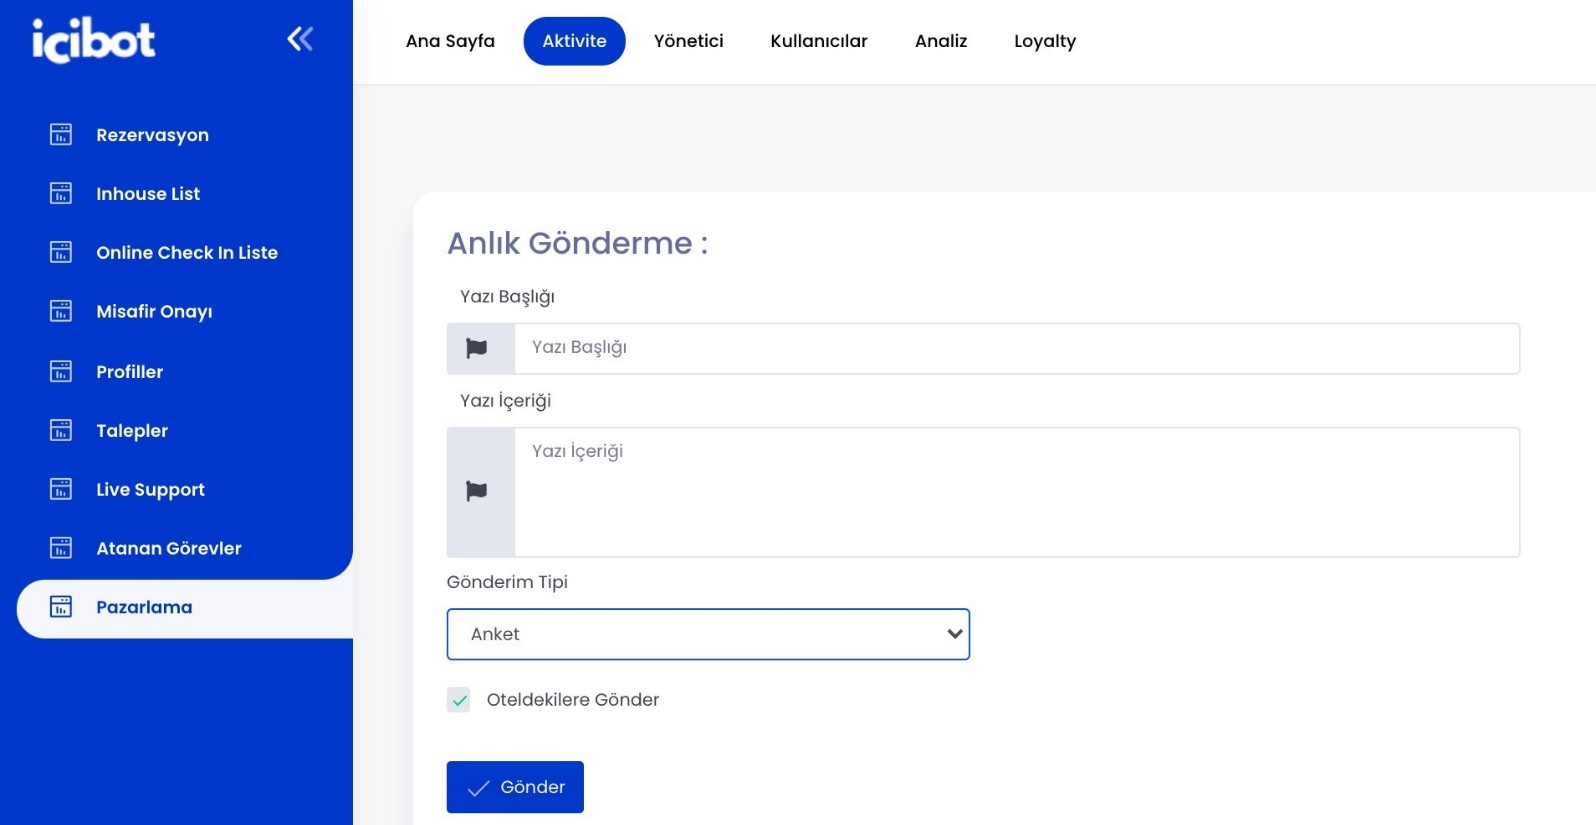 icibot
Ana Sayfa
Aktivite
Yönetici
Kullanıcılar
Analiz
Loyalty
Rezervasyon
Inhouse List
Online Check In Liste
Misafir Onayı
Profiller
Talepler
Live Support
Atanan Görevler
Pazarlama
Anlık Gönderme :
Yazı Başlığı
Yazı Başlığı
Yazı İçeriği
Yazı İçeriği
Gönderim Tipi
Anket
Oteldekilere Gönder
Gönder